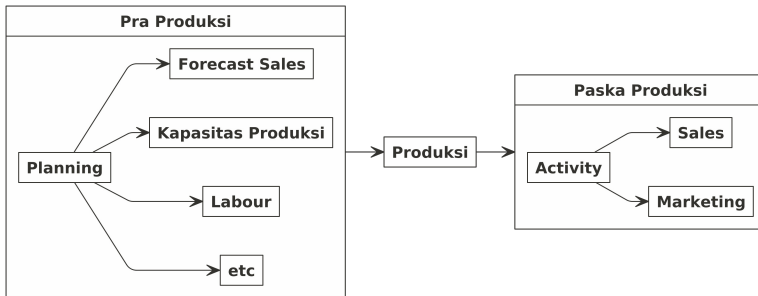 Pra Produksi
Forecast Sales
Kapasitas Produksi
Planning
Labour
etc
Produksi
Paska Produksi
Sales
Activity
Marketing